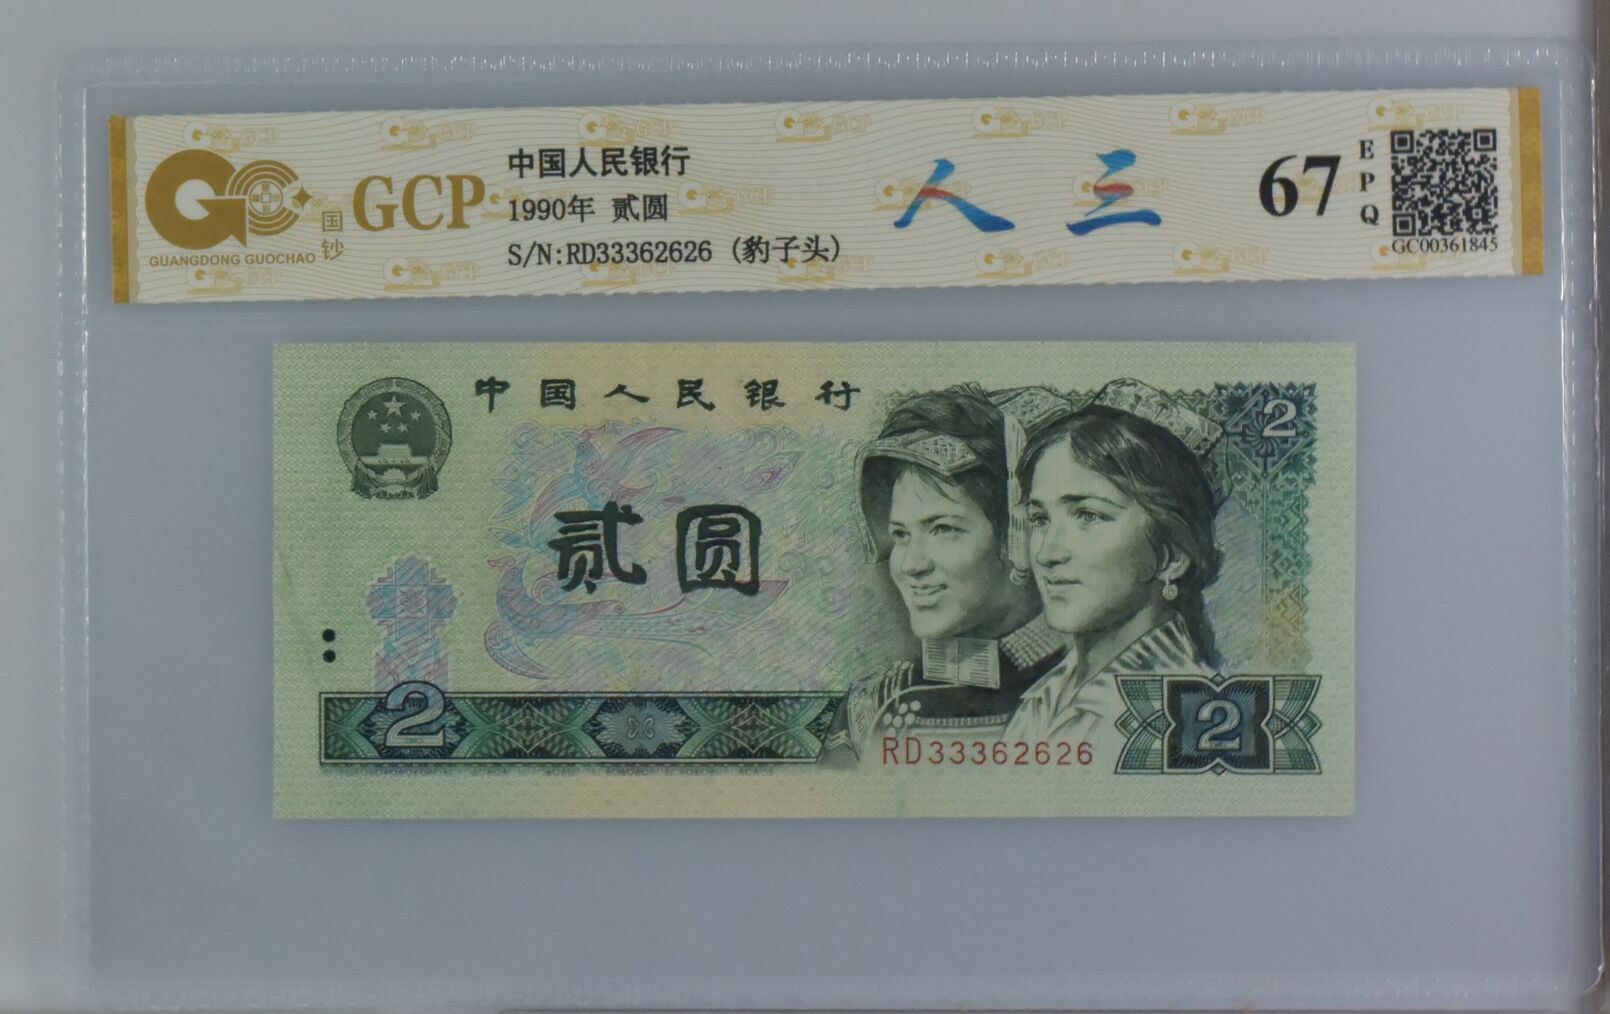 GCP
国钞
GUANGDONG GUOCHAO
中国人民银行
1990年 贰圆
S/N:RD33362626 (豹子头)
人三
67
EPQ
GC00361845
中国人民银行
2
贰圆
2
RD33362626
2